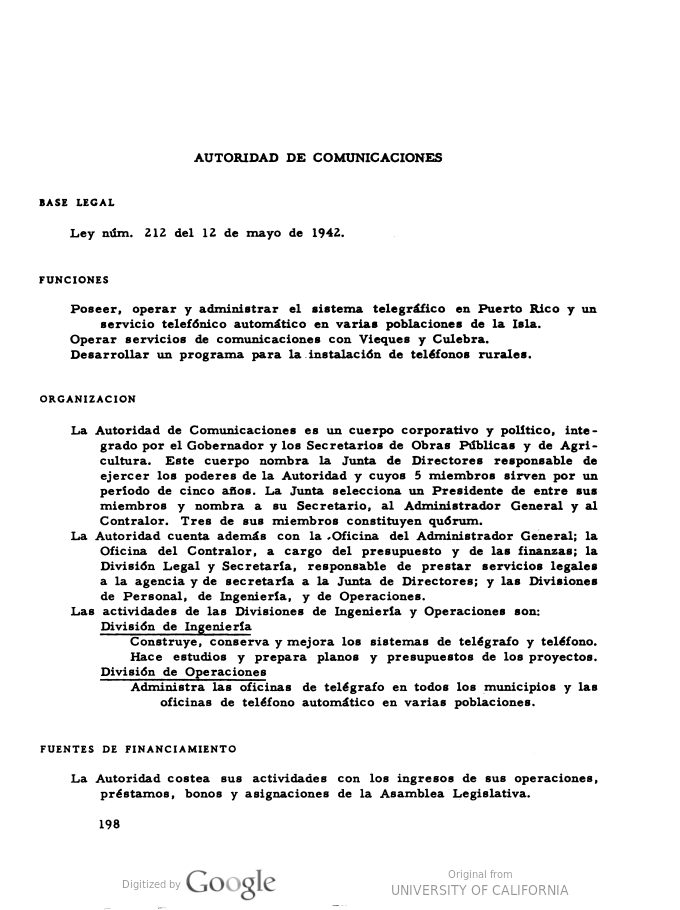 AUTORIDAD DE COMUNICACIONES
BASE LEGAL
Ley núm. 212 del 12 de mayo de 1942.
FUNCIONES
Poseer, operar y administrar el sistema telegráfico en Puerto Rico y un
servicio telefónico automático en varias poblaciones de la Isla.
Operar servicios de comunicaciones con Vieques y Culebra.
Desarrollar un programa para la instalación de teléfonos rurales.
ORGANIZACION
La Autoridad de Comunicaciones es un cuerpo corporativo y político, inte-
grado por el Gobernador y los Secretarios de Obras Públicas y de Agri-
cultura. Este cuerpo nombra la Junta de Directores responsable de
ejercer los poderes de la Autoridad y cuyos 5 miembros sirven por un
período de cinco años. La Junta selecciona un Presidente de entre sus
miembros y nombra a su Secretario, al Administrador General y al
Contralor. Tres de sus miembros constituyen quórum.
La Autoridad cuenta además con la Oficina del Administrador General; la
Oficina del Contralor, a cargo del presupuesto y de las finanzas; la
División Legal y Secretaría, responsable de prestar servicios legales
a la agencia y de secretaría a la Junta de Directores; y las Divisiones
de Personal, de Ingeniería, y de Operaciones.
Las actividades de las Divisiones de Ingeniería y Operaciones son:
División de Ingeniería
Construye, conserva y mejora los sistemas de telégrafo y teléfono.
Hace estudios y prepara planos y presupuestos de los proyectos.
División de Operaciones
Administra las oficinas de telégrafo en todos los municipios y las
oficinas de teléfono automático en varias poblaciones.
FUENTES DE FINANCIAMIENTO
La Autoridad costea sus actividades con los ingresos de sus operaciones,
préstamos, bonos y asignaciones de la Asamblea Legislativa.
198
Digitized by Google
Original from
UNIVERSITY OF CALIFORNIA